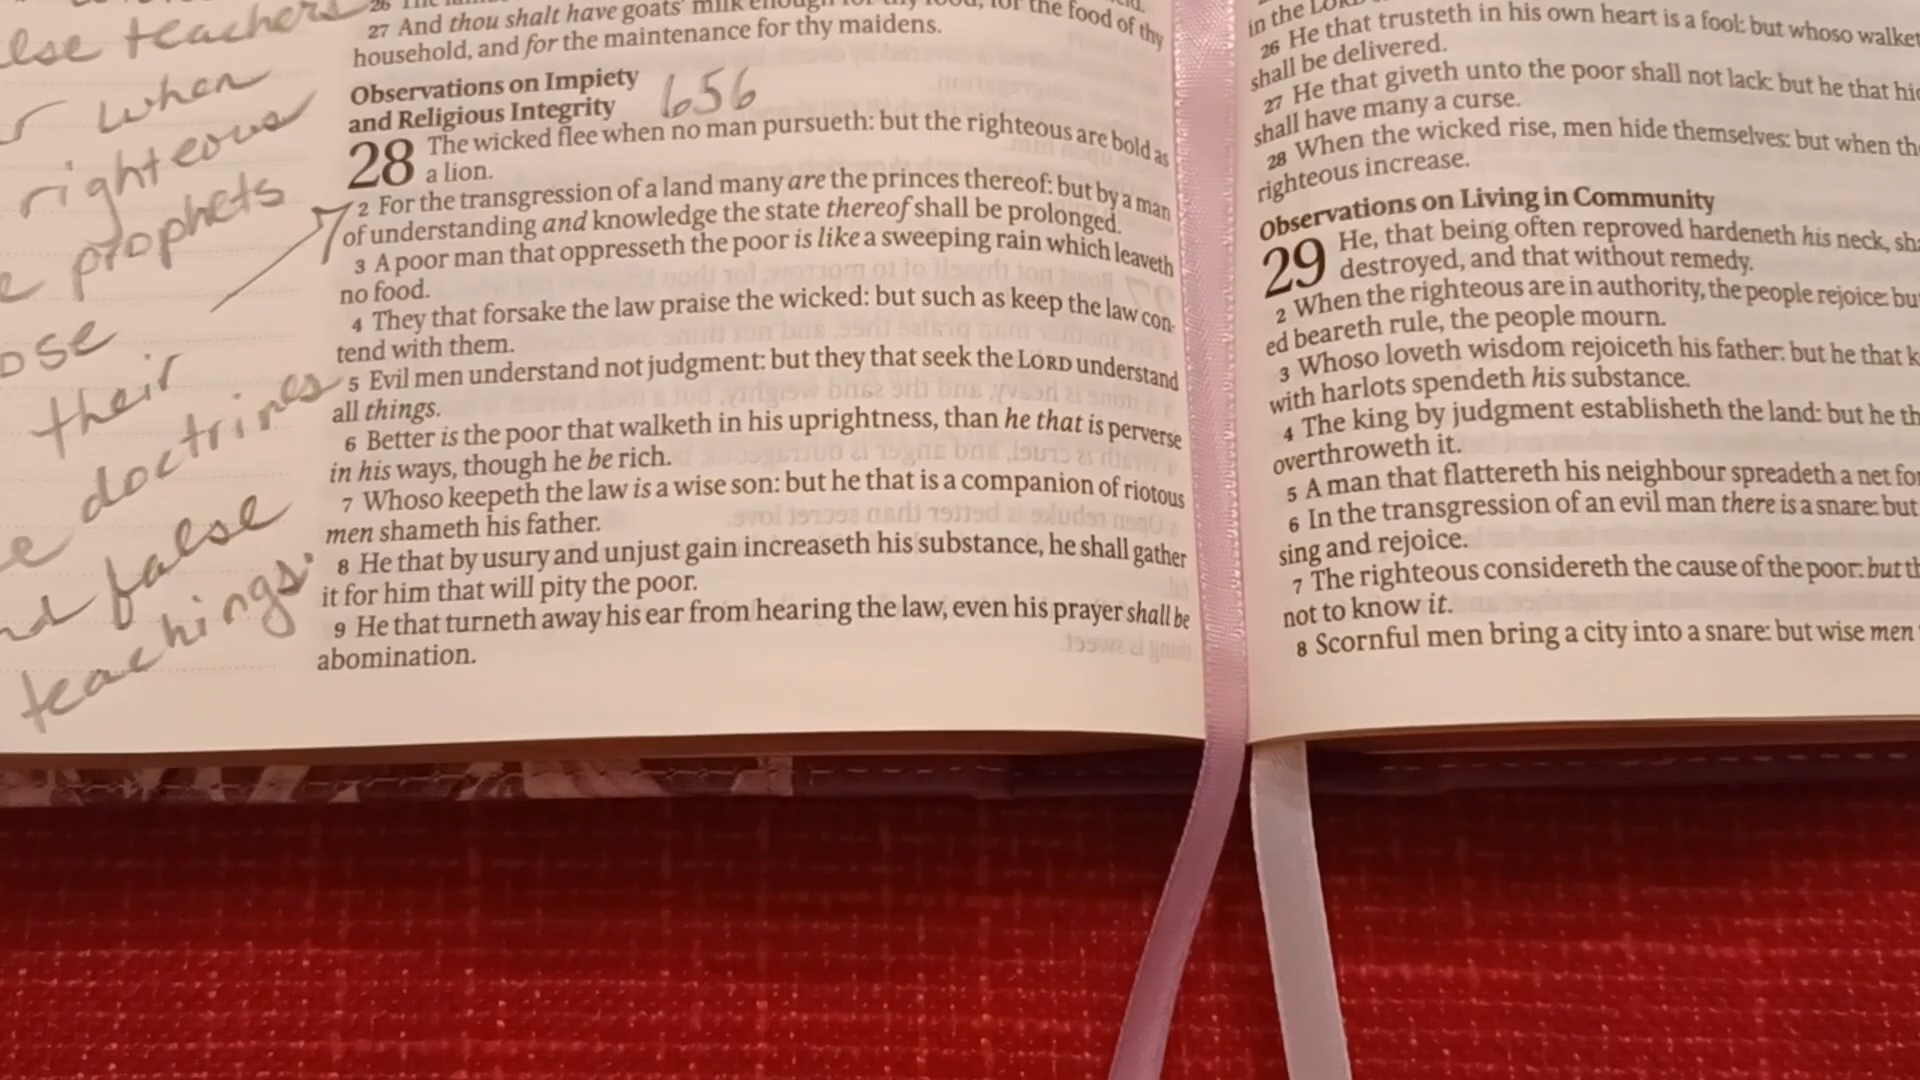 teachers
when
righteous
prophets
their
doctrines
false
teachings.
27 And thou shalt have goats' milk enough for thy food, for the food of thy
household, and for the maintenance for thy maidens.
Observations on Impiety
and Religious Integrity 656
28 The wicked flee when no man pursueth: but the righteous are bold as
a lion.
2 For the transgression of a land many are the princes thereof: but by a man
of understanding and knowledge the state thereof shall be prolonged.
3 A poor man that oppresseth the poor is like a sweeping rain which leaveth
no food.
4 They that forsake the law praise the wicked: but such as keep the law con-
tend with them.
5 Evil men understand not judgment: but they that seek the LORD understand
all things.
6 Better is the poor that walketh in his uprightness, than he that is perverse
in his ways, though he be rich.
7 Whoso keepeth the law is a wise son: but he that is a companion of riotous
men shameth his father.
8 He that by usury and unjust gain increaseth his substance, he shall gather
it for him that will pity the poor.
9 He that turneth away his ear from hearing the law, even his prayer shall be
abomination.
in the LORD
26 He that trusteth in his own heart is a fool: but whoso walket
shall be delivered.
27 He that giveth unto the poor shall not lack: but he that hid
shall have many a curse.
28 When the wicked rise, men hide themselves: but when the
righteous increase.
Observations on Living in Community
29 He, that being often reproved hardeneth his neck, sha
destroyed, and that without remedy.
2 When the righteous are in authority, the people rejoice: but
ed beareth rule, the people mourn.
3 Whoso loveth wisdom rejoiceth his father: but he that k
with harlots spendeth his substance.
4 The king by judgment establisheth the land: but he th
overthroweth it.
5 A man that flattereth his neighbour spreadeth a net for
6 In the transgression of an evil man there is a snare: but
sing and rejoice.
7 The righteous considereth the cause of the poor: but th
not to know it.
8 Scornful men bring a city into a snare: but wise men